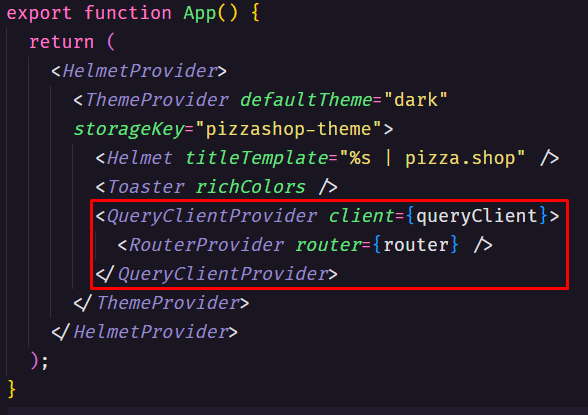 export function App() {
return (
<HelmetProvider>
<ThemeProvider defaultTheme="dark"
storageKey="pizzashop-theme">
<Helmet titleTemplate="%s | pizza.shop" />
<Toaster richColors />
<QueryClientProvider client={queryClient}>
<RouterProvider router={router} />
</QueryClientProvider>
</ThemeProvider>
</HelmetProvider>
);
}